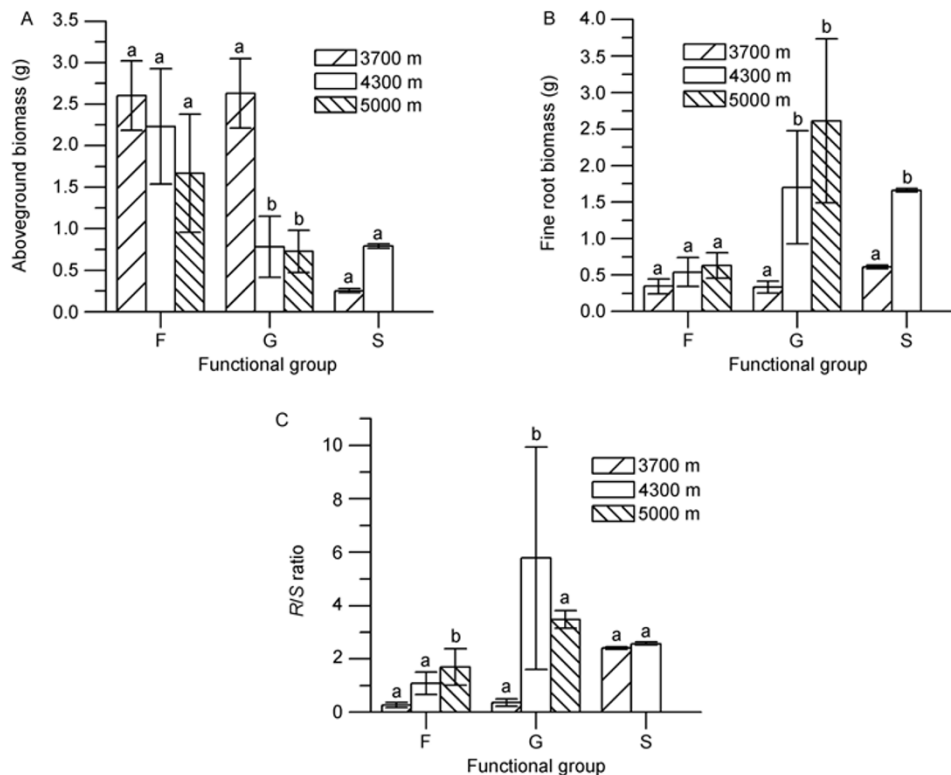 A
Aboveground biomass (g)
3.5
3.0
2.5
2.0
1.5
1.0
0.5
0.0
a
a
a
a
b
b
a
a
3700 m
4300 m
5000 m
F
G
S
Functional group
B
Fine root biomass (g)
4.0
3.5
3.0
2.5
2.0
1.5
1.0
0.5
0.0
a
a
a
a
b
b
a
b
3700 m
4300 m
5000 m
F
G
S
Functional group
C
R/S ratio
10
8
6
4
2
0
a
a
b
a
b
a
a
a
3700 m
4300 m
5000 m
F
G
S
Functional group